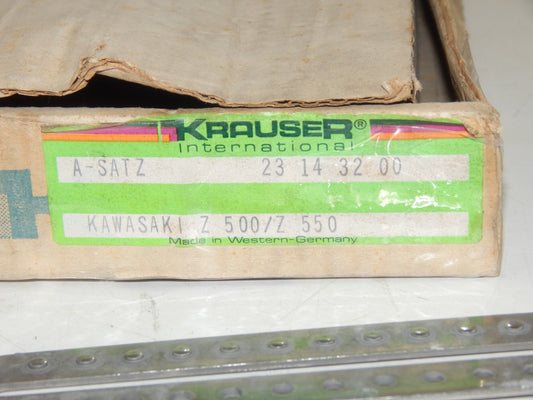 KRAUSER®
International
A-SATZ 23 14 32 00
KAWASAKI Z 500/Z 550
Made in Western-Germany